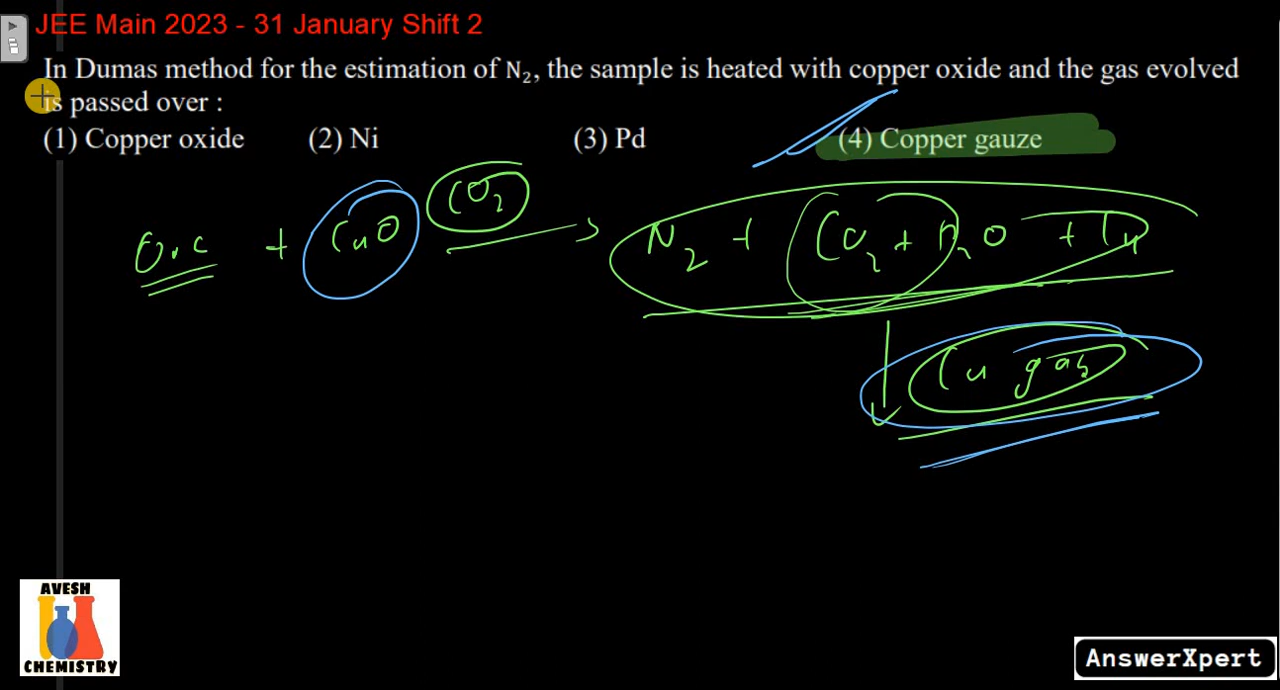 JEE Main 2023 - 31 January Shift 2
In Dumas method for the estimation of N₂, the sample is heated with copper oxide and the gas evolved
is passed over :
(1) Copper oxide (2) Ni (3) Pd (4) Copper gauze
CO₂
Or.c + CuO N₂ + CO₂ + H₂O + Cu
Cu
AVESH
CHEMISTRY
AnswerXpert